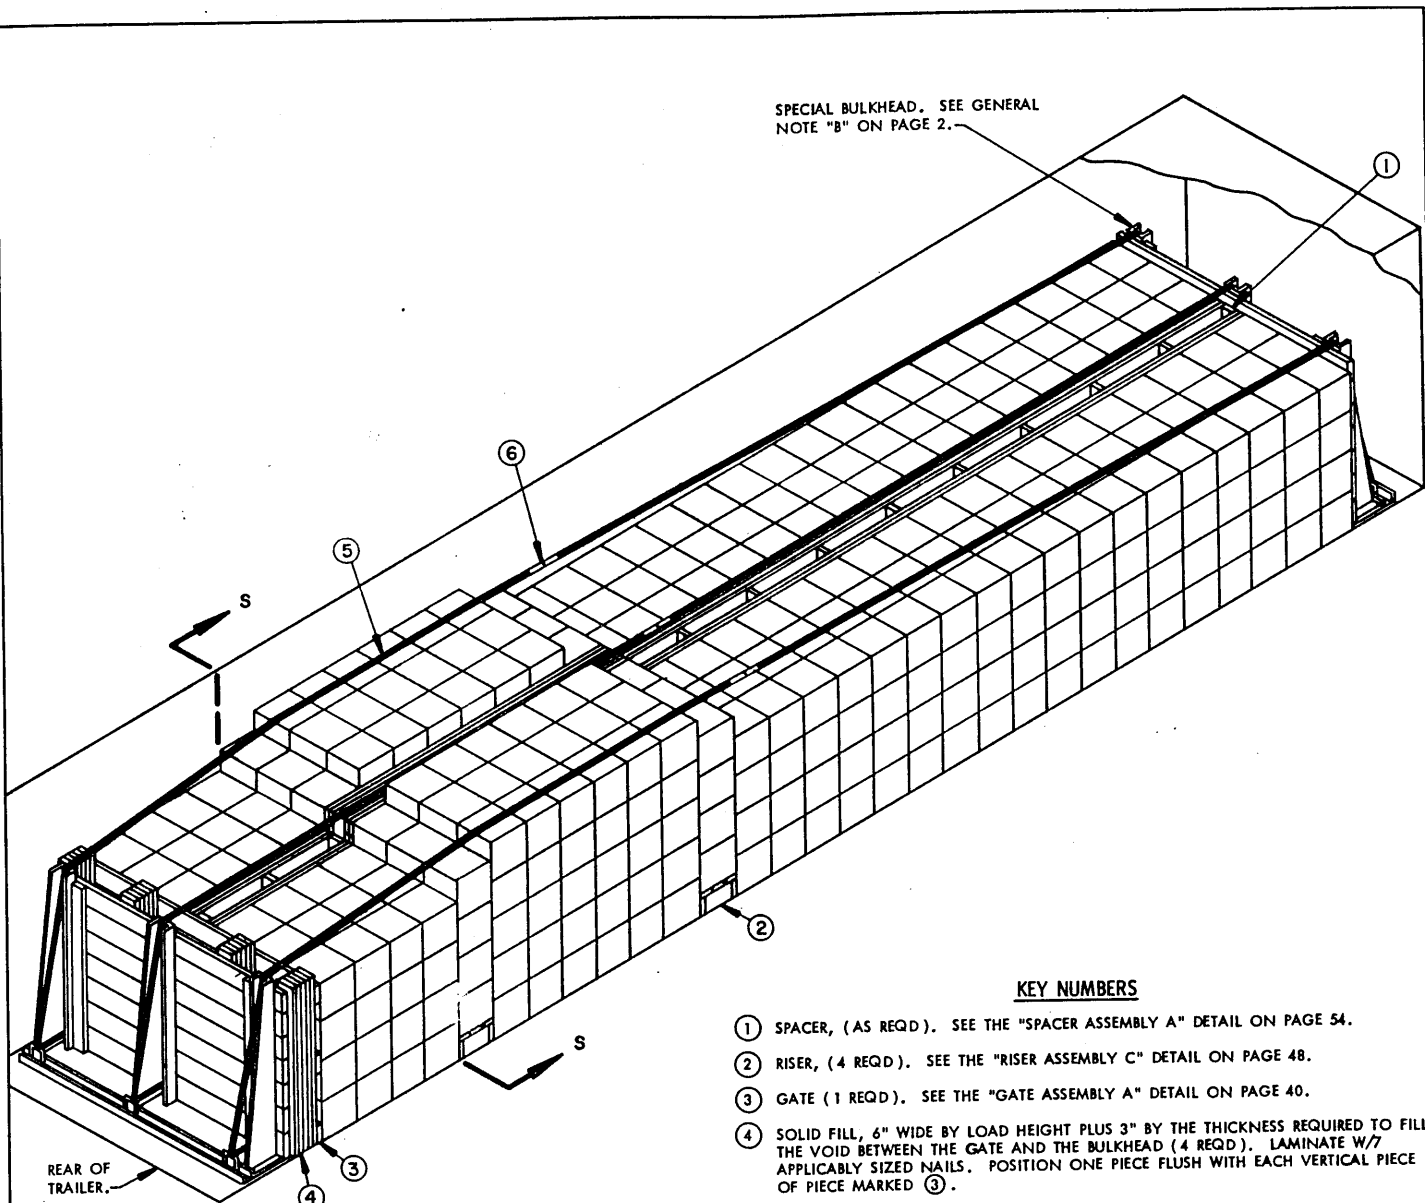 SPECIAL BULKHEAD. SEE GENERAL
NOTE "B" ON PAGE 2.
1
6
5
S
2
S
REAR OF
TRAILER.
3
4
KEY NUMBERS
1 SPACER, (AS REQD). SEE THE "SPACER ASSEMBLY A" DETAIL ON PAGE 54.
2 RISER, (4 REQD). SEE THE "RISER ASSEMBLY C" DETAIL ON PAGE 48.
3 GATE (1 REQD). SEE THE "GATE ASSEMBLY A" DETAIL ON PAGE 40.
4 SOLID FILL, 6" WIDE BY LOAD HEIGHT PLUS 3" BY THE THICKNESS REQUIRED TO FILL
THE VOID BETWEEN THE GATE AND THE BULKHEAD (4 REQD). LAMINATE W/7
APPLICABLY SIZED NAILS. POSITION ONE PIECE FLUSH WITH EACH VERTICAL PIECE
OF PIECE MARKED 3.